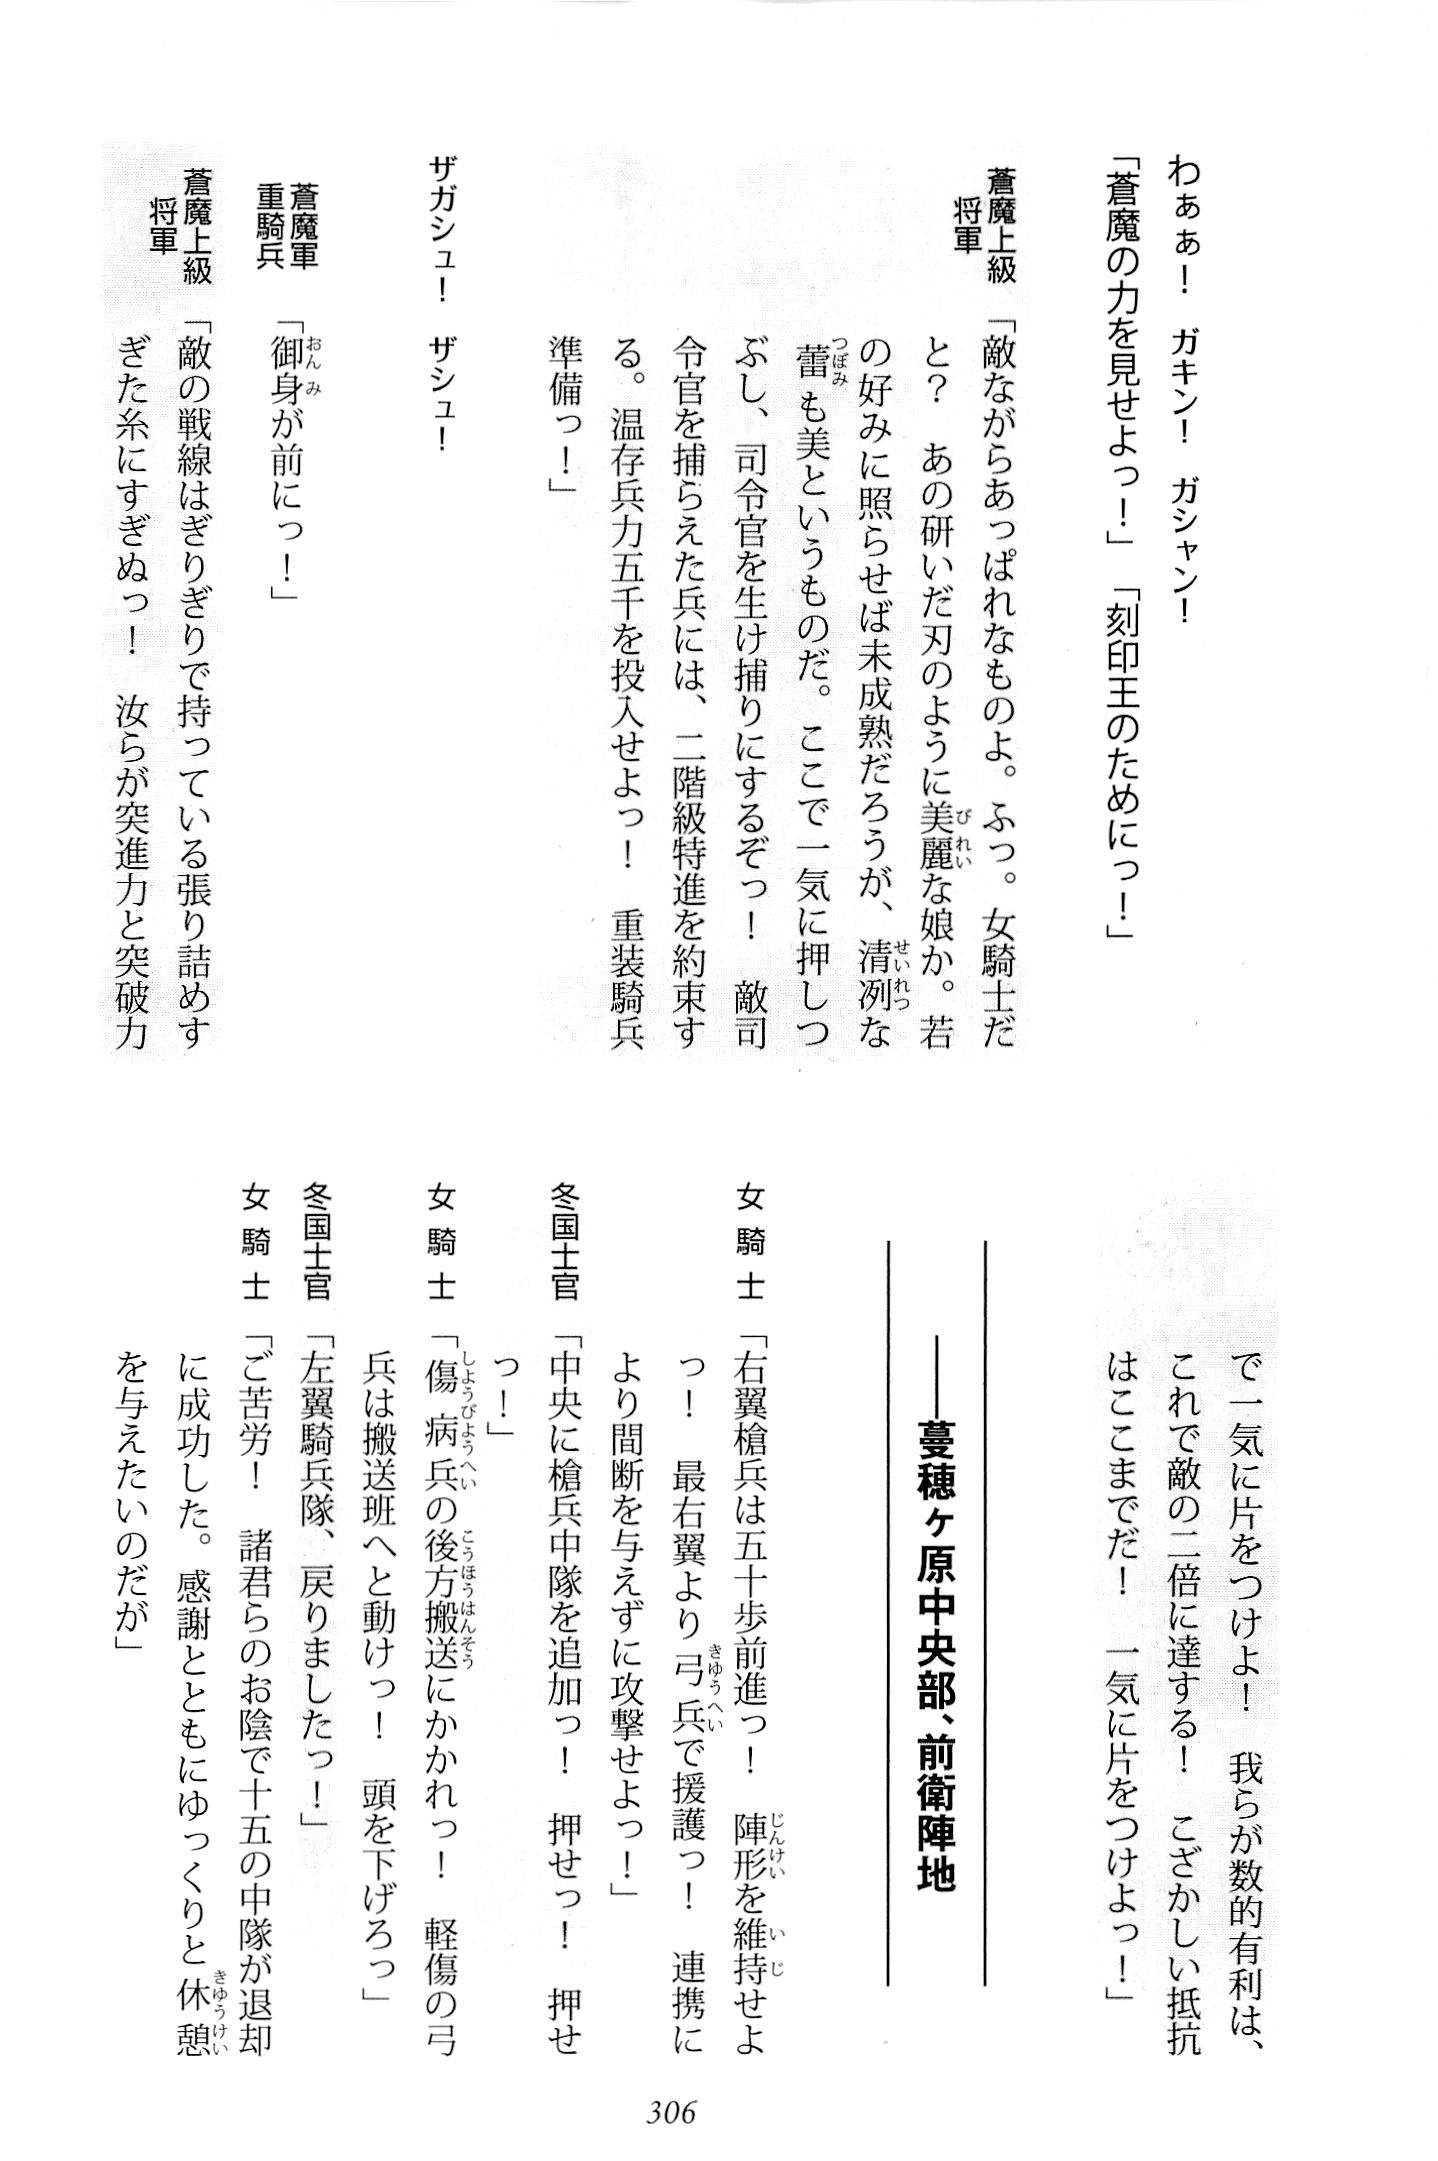 わぁぁ！　ガキン！　ガシャン！
「蒼魔の力を見せよっ！」「刻印王のためにっ！」
蒼魔上級将軍「敵ながらあっぱれなものよ。ふっ。女騎士だ
と？　あの研いだ刃のように美麗な娘か。若
の好みに照らせば未成熟だろうが、清冽な
蕾も美というものだ。ここで一気に押しつ
ぶし、司令官を生け捕りにするぞっ！　敵司
令官を捕らえた兵には、二階級特進を約束す
る。温存兵力五千を投入せよっ！　重装騎兵
準備っ！」
ザガシュ！　ザシュ！
蒼魔軍重騎兵「御身が前にっ！」
蒼魔上級将軍「敵の戦線はぎりぎりで持っている張り詰めす
ぎた糸にすぎぬっ！　汝らが突進力と突破力
で一気に片をつけよ！　我らが数的有利は、
これで敵の二倍に達する！　こざかしい抵抗
はここまでだ！　一気に片をつけよっ！」
――蔓穂ヶ原中央部、前衛陣地
女騎士「右翼槍兵は五十歩前進っ！　陣形を維持せよ
っ！　最右翼より弓兵で援護っ！　連携に
より間断を与えずに攻撃せよっ！」
冬国士官「中央に槍兵中隊を追加っ！　押せっ！　押せ
っ！」
女騎士「傷病兵の後方搬送にかかれっ！　軽傷の弓
兵は搬送班へと動けっ！　頭を下げろっ」
冬国士官「左翼騎兵隊、戻りましたっ！」
女騎士「ご苦労！　諸君らのお陰で十五の中隊が退却
に成功した。感謝とともにゆっくりと休憩
を与えたいのだが」
306